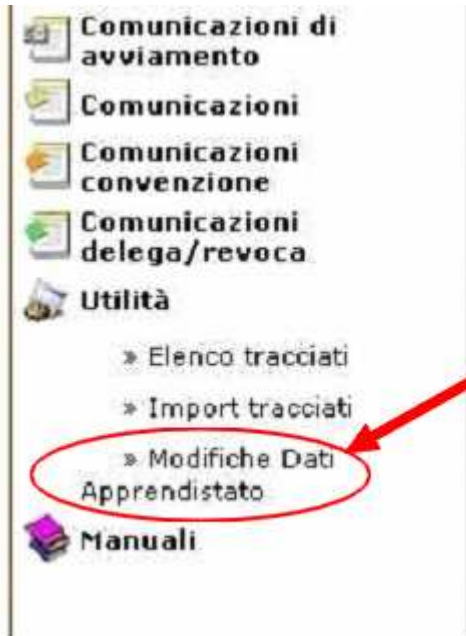 Comunicazioni di
avviamento
Comunicazioni
Comunicazioni
convenzione
Comunicazioni
delega/revoca
Utilità
» Elenco tracciati
» Import tracciati
» Modifiche Dati
Apprendistato
Manuali